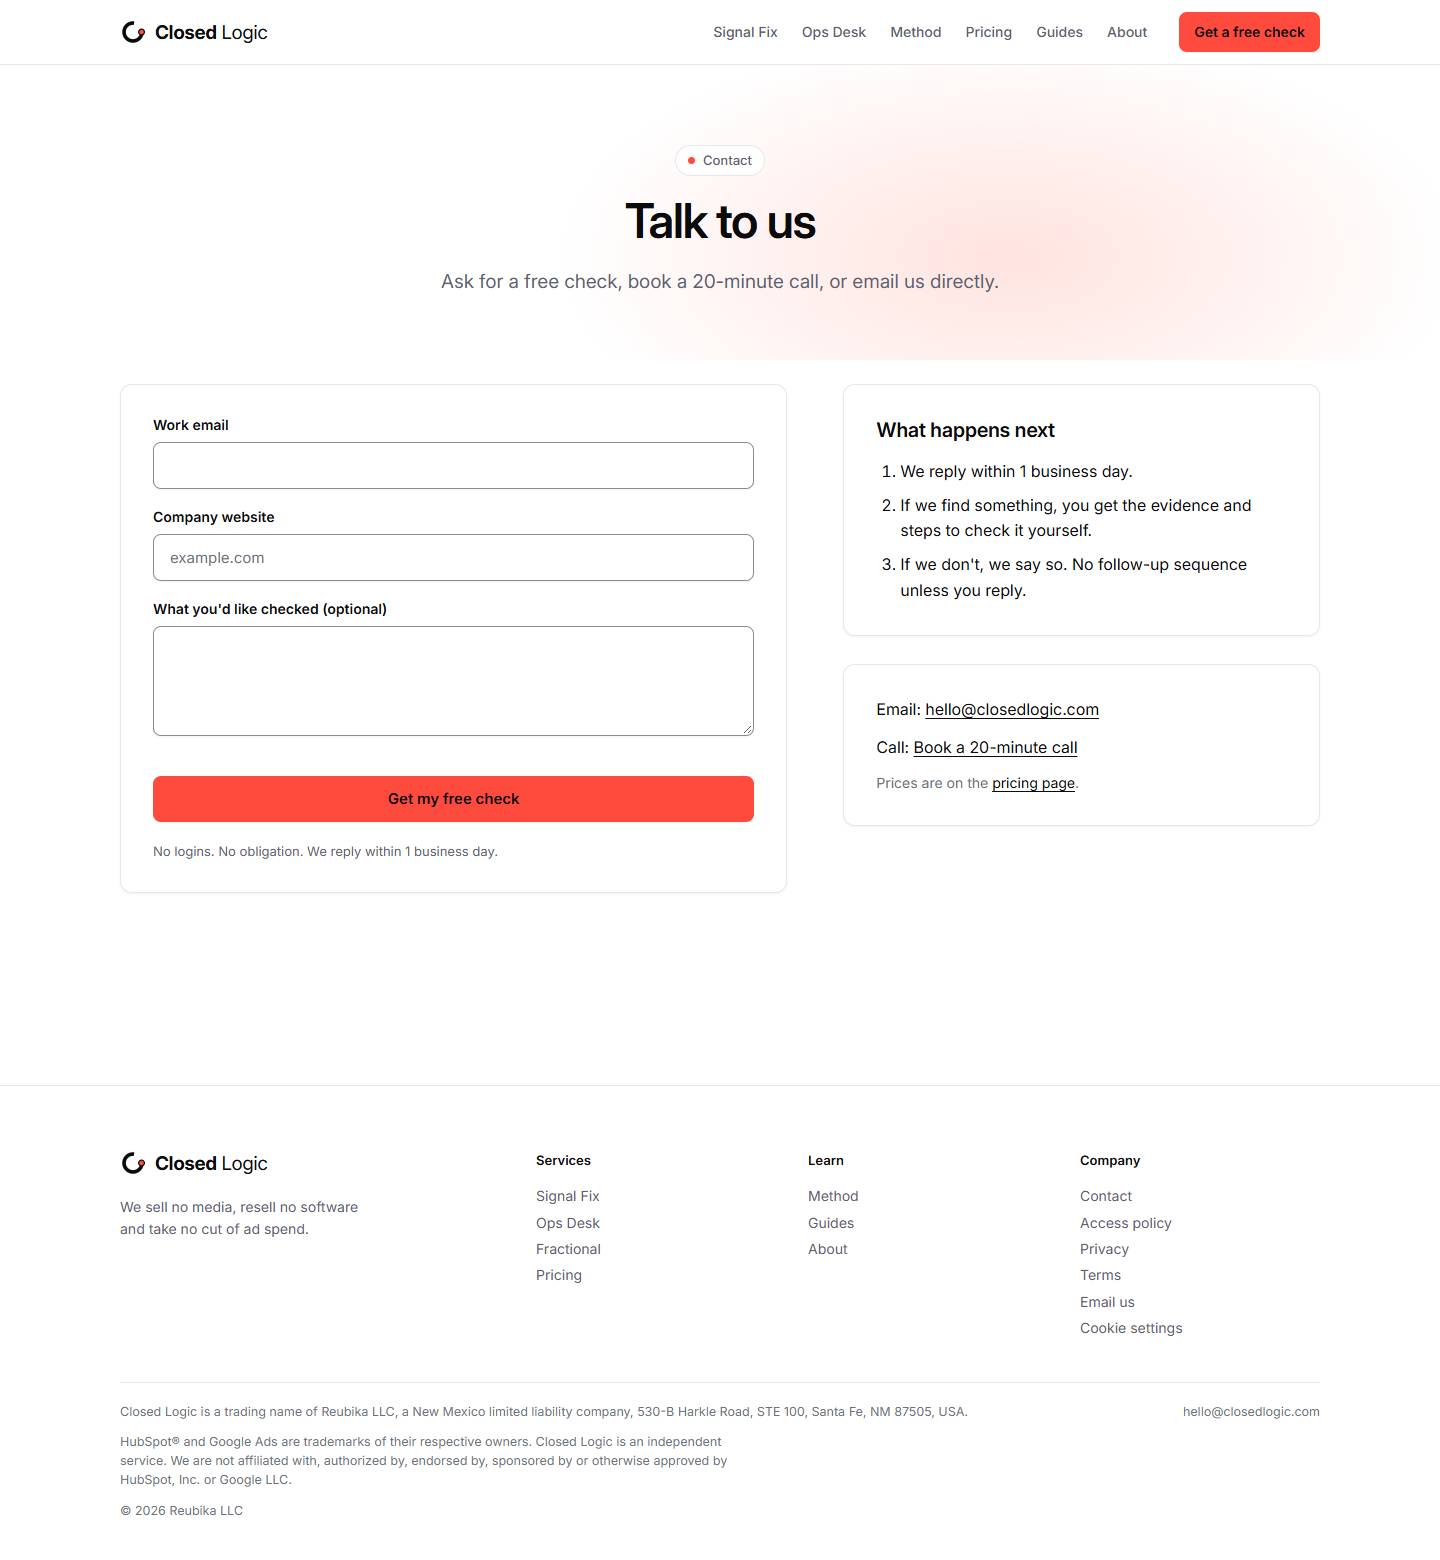 Closed Logic
Signal Fix
Ops Desk
Method
Pricing
Guides
About
Get a free check
Contact
Talk to us
Ask for a free check, book a 20-minute call, or email us directly.
Work email
Company website
example.com
What you'd like checked (optional)
Get my free check
No logins. No obligation. We reply within 1 business day.
What happens next
1. We reply within 1 business day.
2. If we find something, you get the evidence and
steps to check it yourself.
3. If we don't, we say so. No follow-up sequence
unless you reply.
Email: hello@closedlogic.com
Call: Book a 20-minute call
Prices are on the pricing page.
Closed Logic
We sell no media, resell no software
and take no cut of ad spend.
Services
Signal Fix
Ops Desk
Fractional
Pricing
Learn
Method
Guides
About
Company
Contact
Access policy
Privacy
Terms
Email us
Cookie settings
Closed Logic is a trading name of Reubika LLC, a New Mexico limited liability company, 530-B Harkle Road, STE 100, Santa Fe, NM 87505, USA.
hello@closedlogic.com
HubSpot® and Google Ads are trademarks of their respective owners. Closed Logic is an independent
service. We are not affiliated with, authorized by, endorsed by, sponsored by or otherwise approved by
HubSpot, Inc. or Google LLC.
© 2026 Reubika LLC